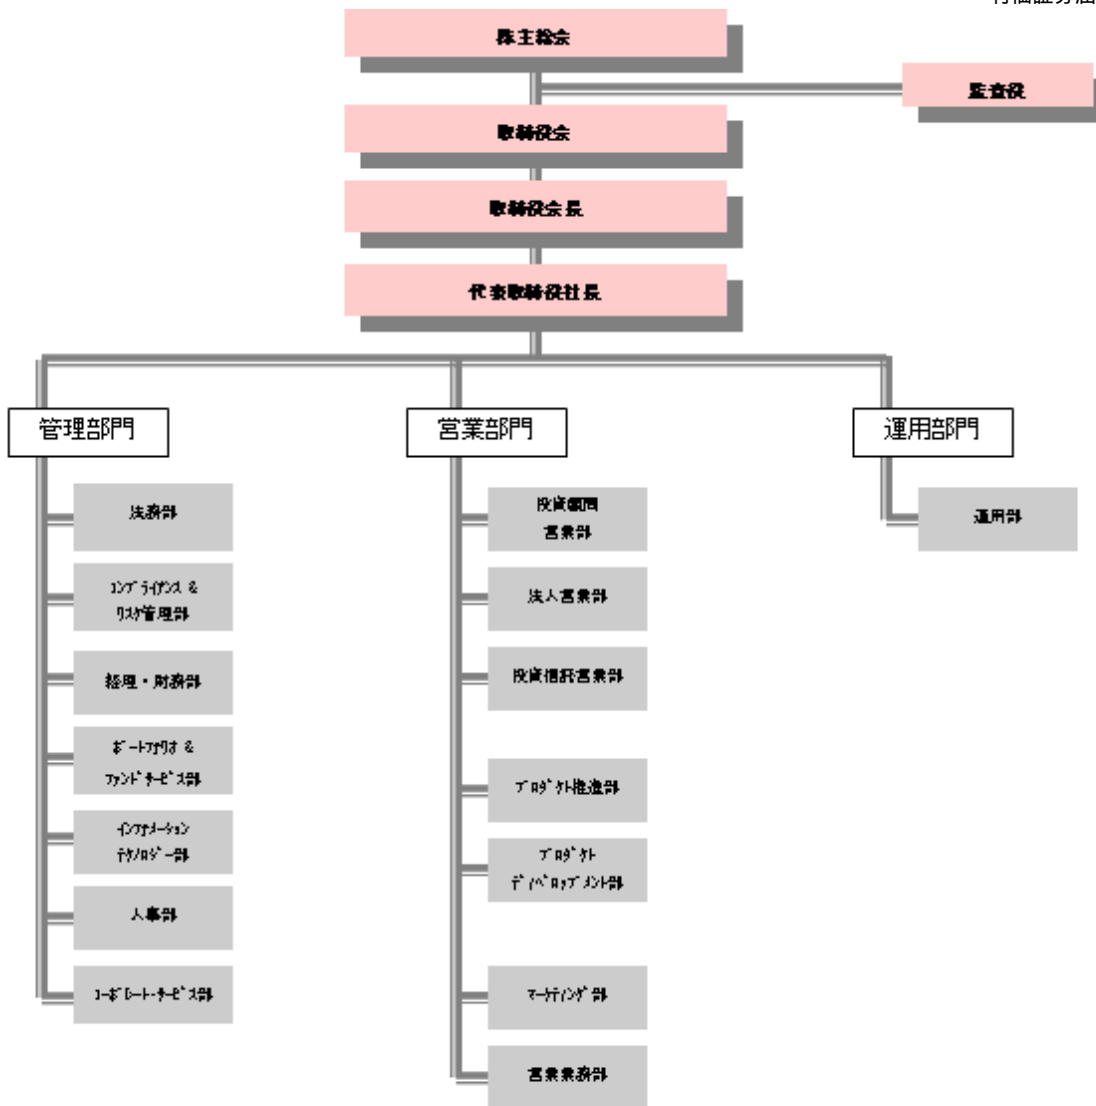 株主総会
監査役
取締役会
取締役会長
代表取締役社長
管理部門
営業部門
運用部門
法務部
ｺﾝﾌﾟﾗｲｱﾝｽ &
ﾘｽｸ管理部
経理・財務部
ﾎﾟｰﾄﾌｫﾘｵ &
ﾌｧﾝﾄﾞｻｰﾋﾞｽ部
ｲﾝﾌｫﾒｰｼｮﾝ
ﾃｸﾉﾛｼﾞｰ部
人事部
ｺｰﾎﾟﾚｰﾄ･ｻｰﾋﾞｽ部
投資顧問
営業部
法人営業部
投資信託営業部
ﾌﾟﾛﾀﾞｸﾄ推進部
ﾌﾟﾛﾀﾞｸﾄ
ﾃﾞｨﾍﾞﾛｯﾌﾟﾒﾝﾄ部
ﾏｰｹﾃｨﾝｸﾞ部
営業業務部
運用部